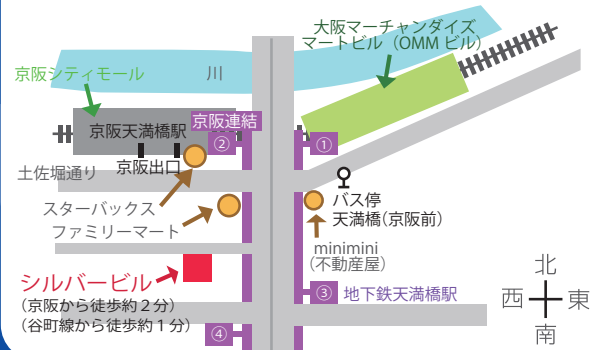 大阪マーチャンダイズ
マートビル（OMM ビル）
京阪シティモール
川
京阪連結
京阪天満橋駅
②
①
京阪出口
土佐堀通り
バス停
天満橋（京阪前）
スターバックス
ファミリーマート
minimini
（不動産屋）
シルバービル
（京阪から徒歩約２分）
（谷町線から徒歩約１分）
③
地下鉄天満橋駅
④
北
西
東
南